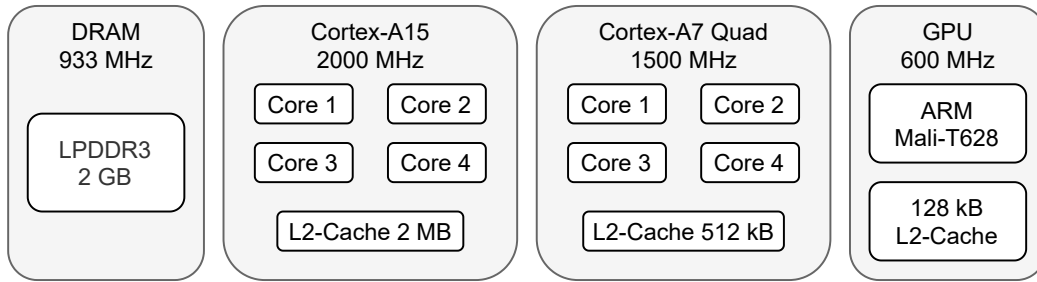 DRAM
933 MHz
LPDDR3
2 GB
Cortex-A15
2000 MHz
Core 1
Core 2
Core 3
Core 4
L2-Cache 2 MB
Cortex-A7 Quad
1500 MHz
Core 1
Core 2
Core 3
Core 4
L2-Cache 512 kB
GPU
600 MHz
ARM
Mali-T628
128 kB
L2-Cache